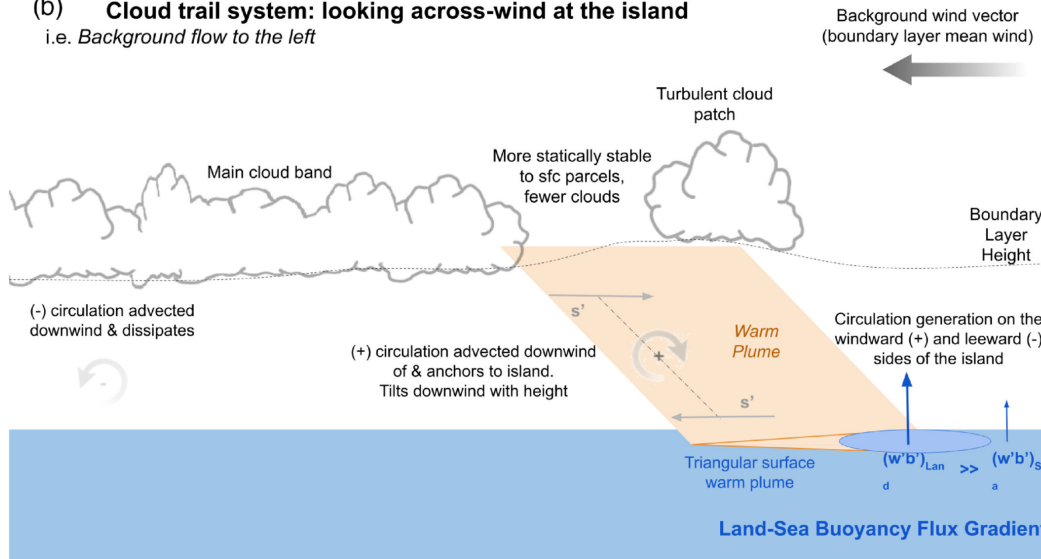 (b) Cloud trail system: looking across-wind at the island
i.e. Background flow to the left
Background wind vector
(boundary layer mean wind)
Turbulent cloud
patch
More statically stable
to sfc parcels,
fewer clouds
Main cloud band
Boundary
Layer
Height
(-) circulation advected
downwind & dissipates
s'
(+) circulation advected downwind
of & anchors to island.
Tilts downwind with height
+
Warm
Plume
Circulation generation on the
windward (+) and leeward (-)
sides of the island
-
s'
Triangular surface
warm plume
(w'b')Lan
d
>>
(w'b')S
a
Land-Sea Buoyancy Flux Gradien